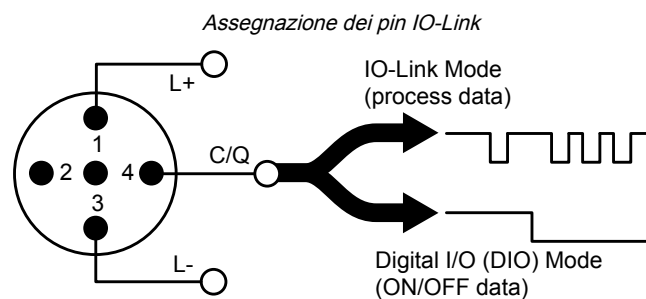 Assegnazione dei pin IO-Link
L+
IO-Link Mode
(process data)
1
2
4
C/Q
3
L-
Digital I/O (DIO) Mode
(ON/OFF data)